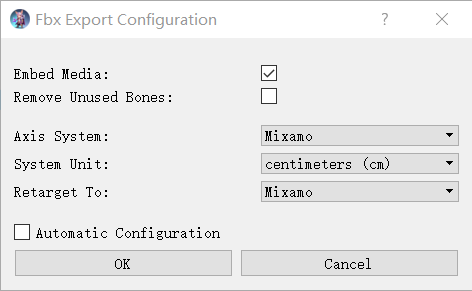 Fbx Export Configuration
Embed Media:
Remove Unused Bones:
Axis System: Mixamo
System Unit: centimeters (cm)
Retarget To: Mixamo
Automatic Configuration
OK Cancel